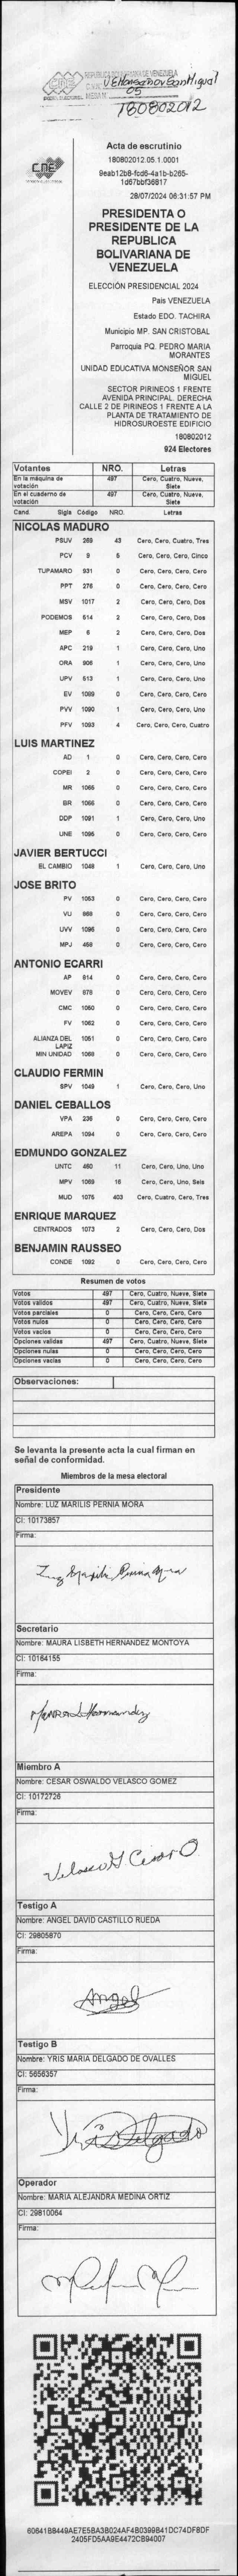 REPÚBLICA BOLIVARIANA DE VENEZUELA
U.E. Monseñor San Miguel
MESA Nº 05
180802012
CNE
Acta de escrutinio
180802012.05.1.0001
9eab12b8-fcd6-4a1b-b265-
1d67bbf36817
28/07/2024 06:31:57 PM
PRESIDENTA O
PRESIDENTE DE LA
REPUBLICA
BOLIVARIANA DE
VENEZUELA
ELECCIÓN PRESIDENCIAL 2024
Pais VENEZUELA
Estado EDO. TACHIRA
Municipio MP. SAN CRISTOBAL
Parroquia PQ. PEDRO MARIA
MORANTES
UNIDAD EDUCATIVA MONSEÑOR SAN
MIGUEL
SECTOR PIRINEOS 1 FRENTE
AVENIDA PRINCIPAL. DERECHA
CALLE 2 DE PIRINEOS 1 FRENTE A LA
PLANTA DE TRATAMIENTO DE
HIDROSUROESTE EDIFICIO
180802012
924 Electores
Votantes NRO. Letras
En la máquina de votación 497 Cero, Cuatro, Nueve, Siete
En el cuaderno de votación 497 Cero, Cuatro, Nueve, Siete
Cand. Sigla Código NRO. Letras
NICOLAS MADURO
PSUV 269 43 Cero, Cero, Cuatro, Tres
PCV 9 5 Cero, Cero, Cero, Cinco
TUPAMARO 931 0 Cero, Cero, Cero, Cero
PPT 276 0 Cero, Cero, Cero, Cero
MSV 1017 2 Cero, Cero, Cero, Dos
PODEMOS 514 2 Cero, Cero, Cero, Dos
MEP 6 2 Cero, Cero, Cero, Dos
APC 219 1 Cero, Cero, Cero, Uno
ORA 906 1 Cero, Cero, Cero, Uno
UPV 513 1 Cero, Cero, Cero, Uno
EV 1089 0 Cero, Cero, Cero, Cero
PVV 1090 1 Cero, Cero, Cero, Uno
PFV 1093 4 Cero, Cero, Cero, Cuatro
LUIS MARTINEZ
AD 1 0 Cero, Cero, Cero, Cero
COPEI 2 0 Cero, Cero, Cero, Cero
MR 1065 0 Cero, Cero, Cero, Cero
BR 1066 0 Cero, Cero, Cero, Cero
DDP 1091 1 Cero, Cero, Cero, Uno
UNE 1095 0 Cero, Cero, Cero, Cero
JAVIER BERTUCCI
EL CAMBIO 1048 1 Cero, Cero, Cero, Uno
JOSE BRITO
PV 1053 0 Cero, Cero, Cero, Cero
VU 868 0 Cero, Cero, Cero, Cero
UVV 1096 0 Cero, Cero, Cero, Cero
MPJ 458 0 Cero, Cero, Cero, Cero
ANTONIO ECARRI
AP 814 0 Cero, Cero, Cero, Cero
MOVEV 878 0 Cero, Cero, Cero, Cero
CMC 1050 0 Cero, Cero, Cero, Cero
FV 1062 0 Cero, Cero, Cero, Cero
ALIANZA DEL LAPIZ 1051 0 Cero, Cero, Cero, Cero
MIN UNIDAD 1068 0 Cero, Cero, Cero, Cero
CLAUDIO FERMIN
SPV 1049 1 Cero, Cero, Cero, Uno
DANIEL CEBALLOS
VPA 236 0 Cero, Cero, Cero, Cero
AREPA 1094 0 Cero, Cero, Cero, Cero
EDMUNDO GONZALEZ
UNTC 460 11 Cero, Cero, Uno, Uno
MPV 1069 16 Cero, Cero, Uno, Seis
MUD 1076 403 Cero, Cuatro, Cero, Tres
ENRIQUE MARQUEZ
CENTRADOS 1073 2 Cero, Cero, Cero, Dos
BENJAMIN RAUSSEO
CONDE 1092 0 Cero, Cero, Cero, Cero
Resumen de votos
Votos 497 Cero, Cuatro, Nueve, Siete
Votos validos 497 Cero, Cuatro, Nueve, Siete
Votos parciales 0 Cero, Cero, Cero, Cero
Votos nulos 0 Cero, Cero, Cero, Cero
Votos vacios 0 Cero, Cero, Cero, Cero
Opciones validas 497 Cero, Cuatro, Nueve, Siete
Opciones nulas 0 Cero, Cero, Cero, Cero
Opciones vacias 0 Cero, Cero, Cero, Cero
Observaciones:
Se levanta la presente acta la cual firman en
señal de conformidad.
Miembros de la mesa electoral
Presidente
Nombre: LUZ MARILIS PERNIA MORA
CI: 10173857
Firma:
Luz Marilis Pernia Mora
Secretario
Nombre: MAURA LISBETH HERNANDEZ MONTOYA
CI: 10164155
Firma:
Maura L Hernandez
Miembro A
Nombre: CESAR OSWALDO VELASCO GOMEZ
CI: 10172726
Firma:
Velasco G. Cesar O
Testigo A
Nombre: ANGEL DAVID CASTILLO RUEDA
CI: 29805870
Firma:
Angel
Testigo B
Nombre: YRIS MARIA DELGADO DE OVALLES
CI: 5656357
Firma:
Yris Delgado
Operador
Nombre: MARIA ALEJANDRA MEDINA ORTIZ
CI: 29810064
Firma:
60641B8449AE7E5BA3B024AF4B0399B41DC74DF8DF
2405FD5AA9E4472CB94007